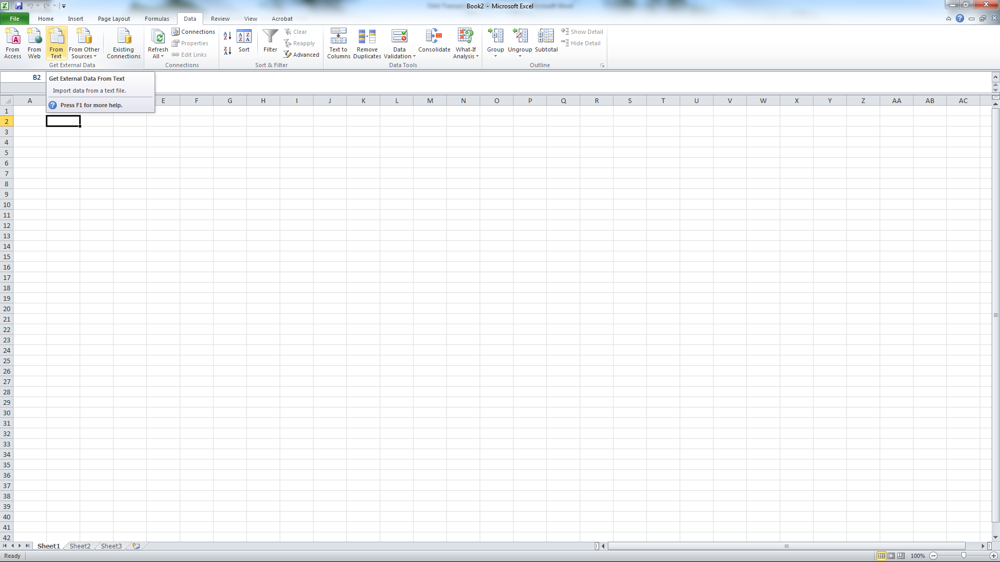 Book2 - Microsoft Excel
File Home Insert Page Layout Formulas Data Review View Acrobat
From Access
From Web
From Text
From Other Sources
Existing Connections
Get External Data
Refresh All
Connections
Properties
Edit Links
Connections
Sort
Filter
Clear
Reapply
Advanced
Sort & Filter
Text to Columns
Remove Duplicates
Data Validation
Consolidate
What-If Analysis
Data Tools
Group
Ungroup
Subtotal
Show Detail
Hide Detail
Outline
B2
Get External Data From Text
Import data from a text file.
Press F1 for more help.
A E F G H I J K L M N O P Q R S T U V W X Y Z AA AB AC
1
2
3
4
5
6
7
8
9
10
11
12
13
14
15
16
17
18
19
20
21
22
23
24
25
26
27
28
29
30
31
32
33
34
35
36
37
38
39
40
41
42
Sheet1 Sheet2 Sheet3
Ready 100%